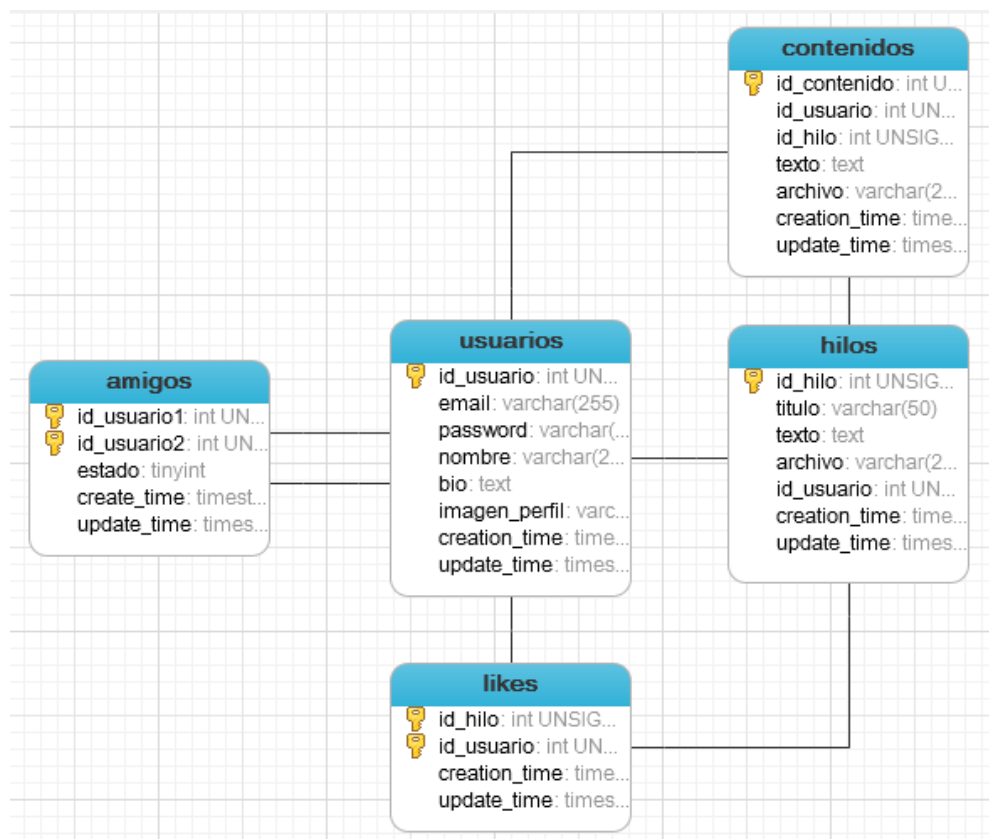 contenidos
id_contenido: int U...
id_usuario: int UN...
id_hilo: int UNSIG...
texto: text
archivo: varchar(2...
creation_time: time...
update_time: times...
usuarios
id_usuario: int UN...
email: varchar(255)
password: varchar(...
nombre: varchar(2...
bio: text
imagen_perfil: varc...
creation_time: time...
update_time: times...
hilos
id_hilo: int UNSIG...
titulo: varchar(50)
texto: text
archivo: varchar(2...
id_usuario: int UN...
creation_time: time...
update_time: times...
amigos
id_usuario1: int UN...
id_usuario2: int UN...
estado: tinyint
create_time: timest...
update_time: times...
likes
id_hilo: int UNSIG...
id_usuario: int UN...
creation_time: time...
update_time: times...